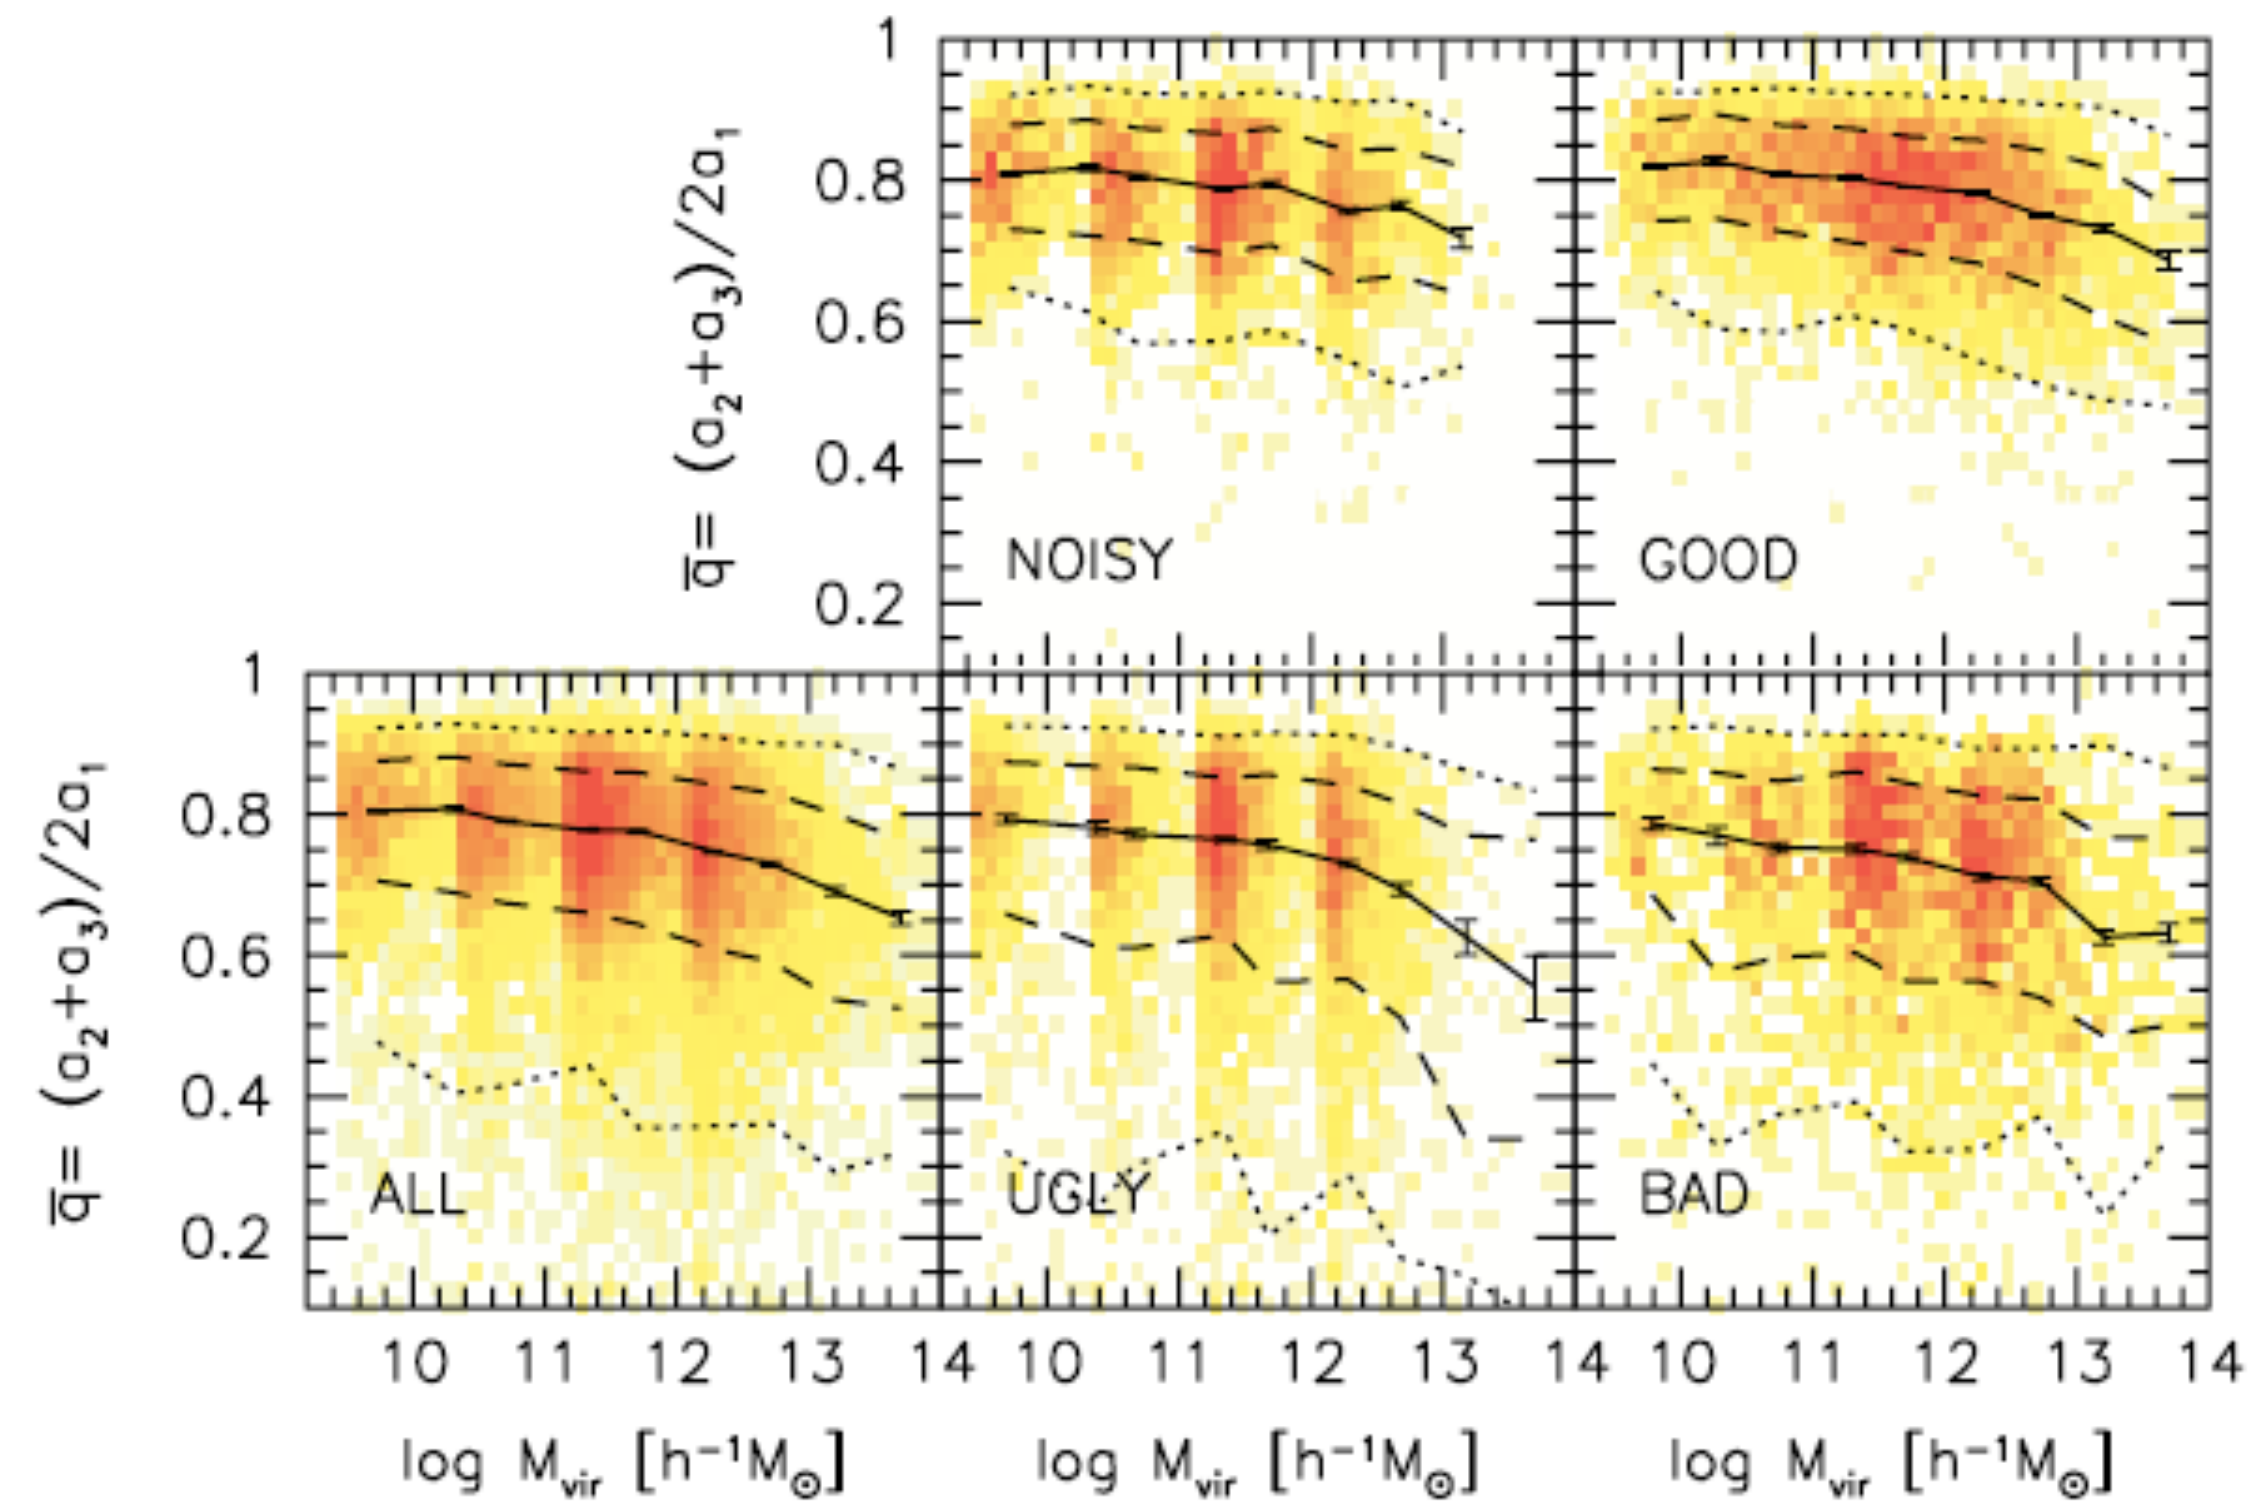 1
0.8
0.6
0.4
0.2
q̅= (a₂+a₃)/2a₁
NOISY
GOOD
1
0.8
0.6
0.4
0.2
q̅= (a₂+a₃)/2a₁
ALL
UGLY
BAD
10 11 12 13 14 10 11 12 13 14 10 11 12 13 14
log Mvir [h⁻¹M⊙] log Mvir [h⁻¹M⊙] log Mvir [h⁻¹M⊙]